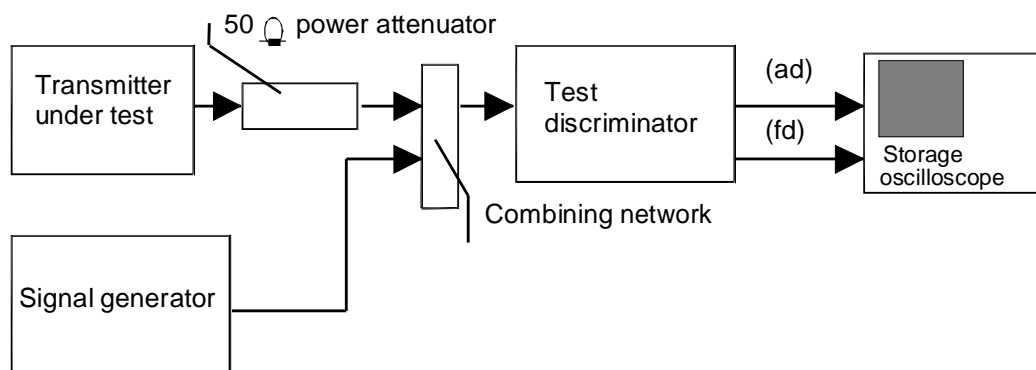 50 Ω power attenuator
Transmitter
under test
Test
discriminator
(ad)
(fd)
Storage
oscilloscope
Combining network
Signal generator